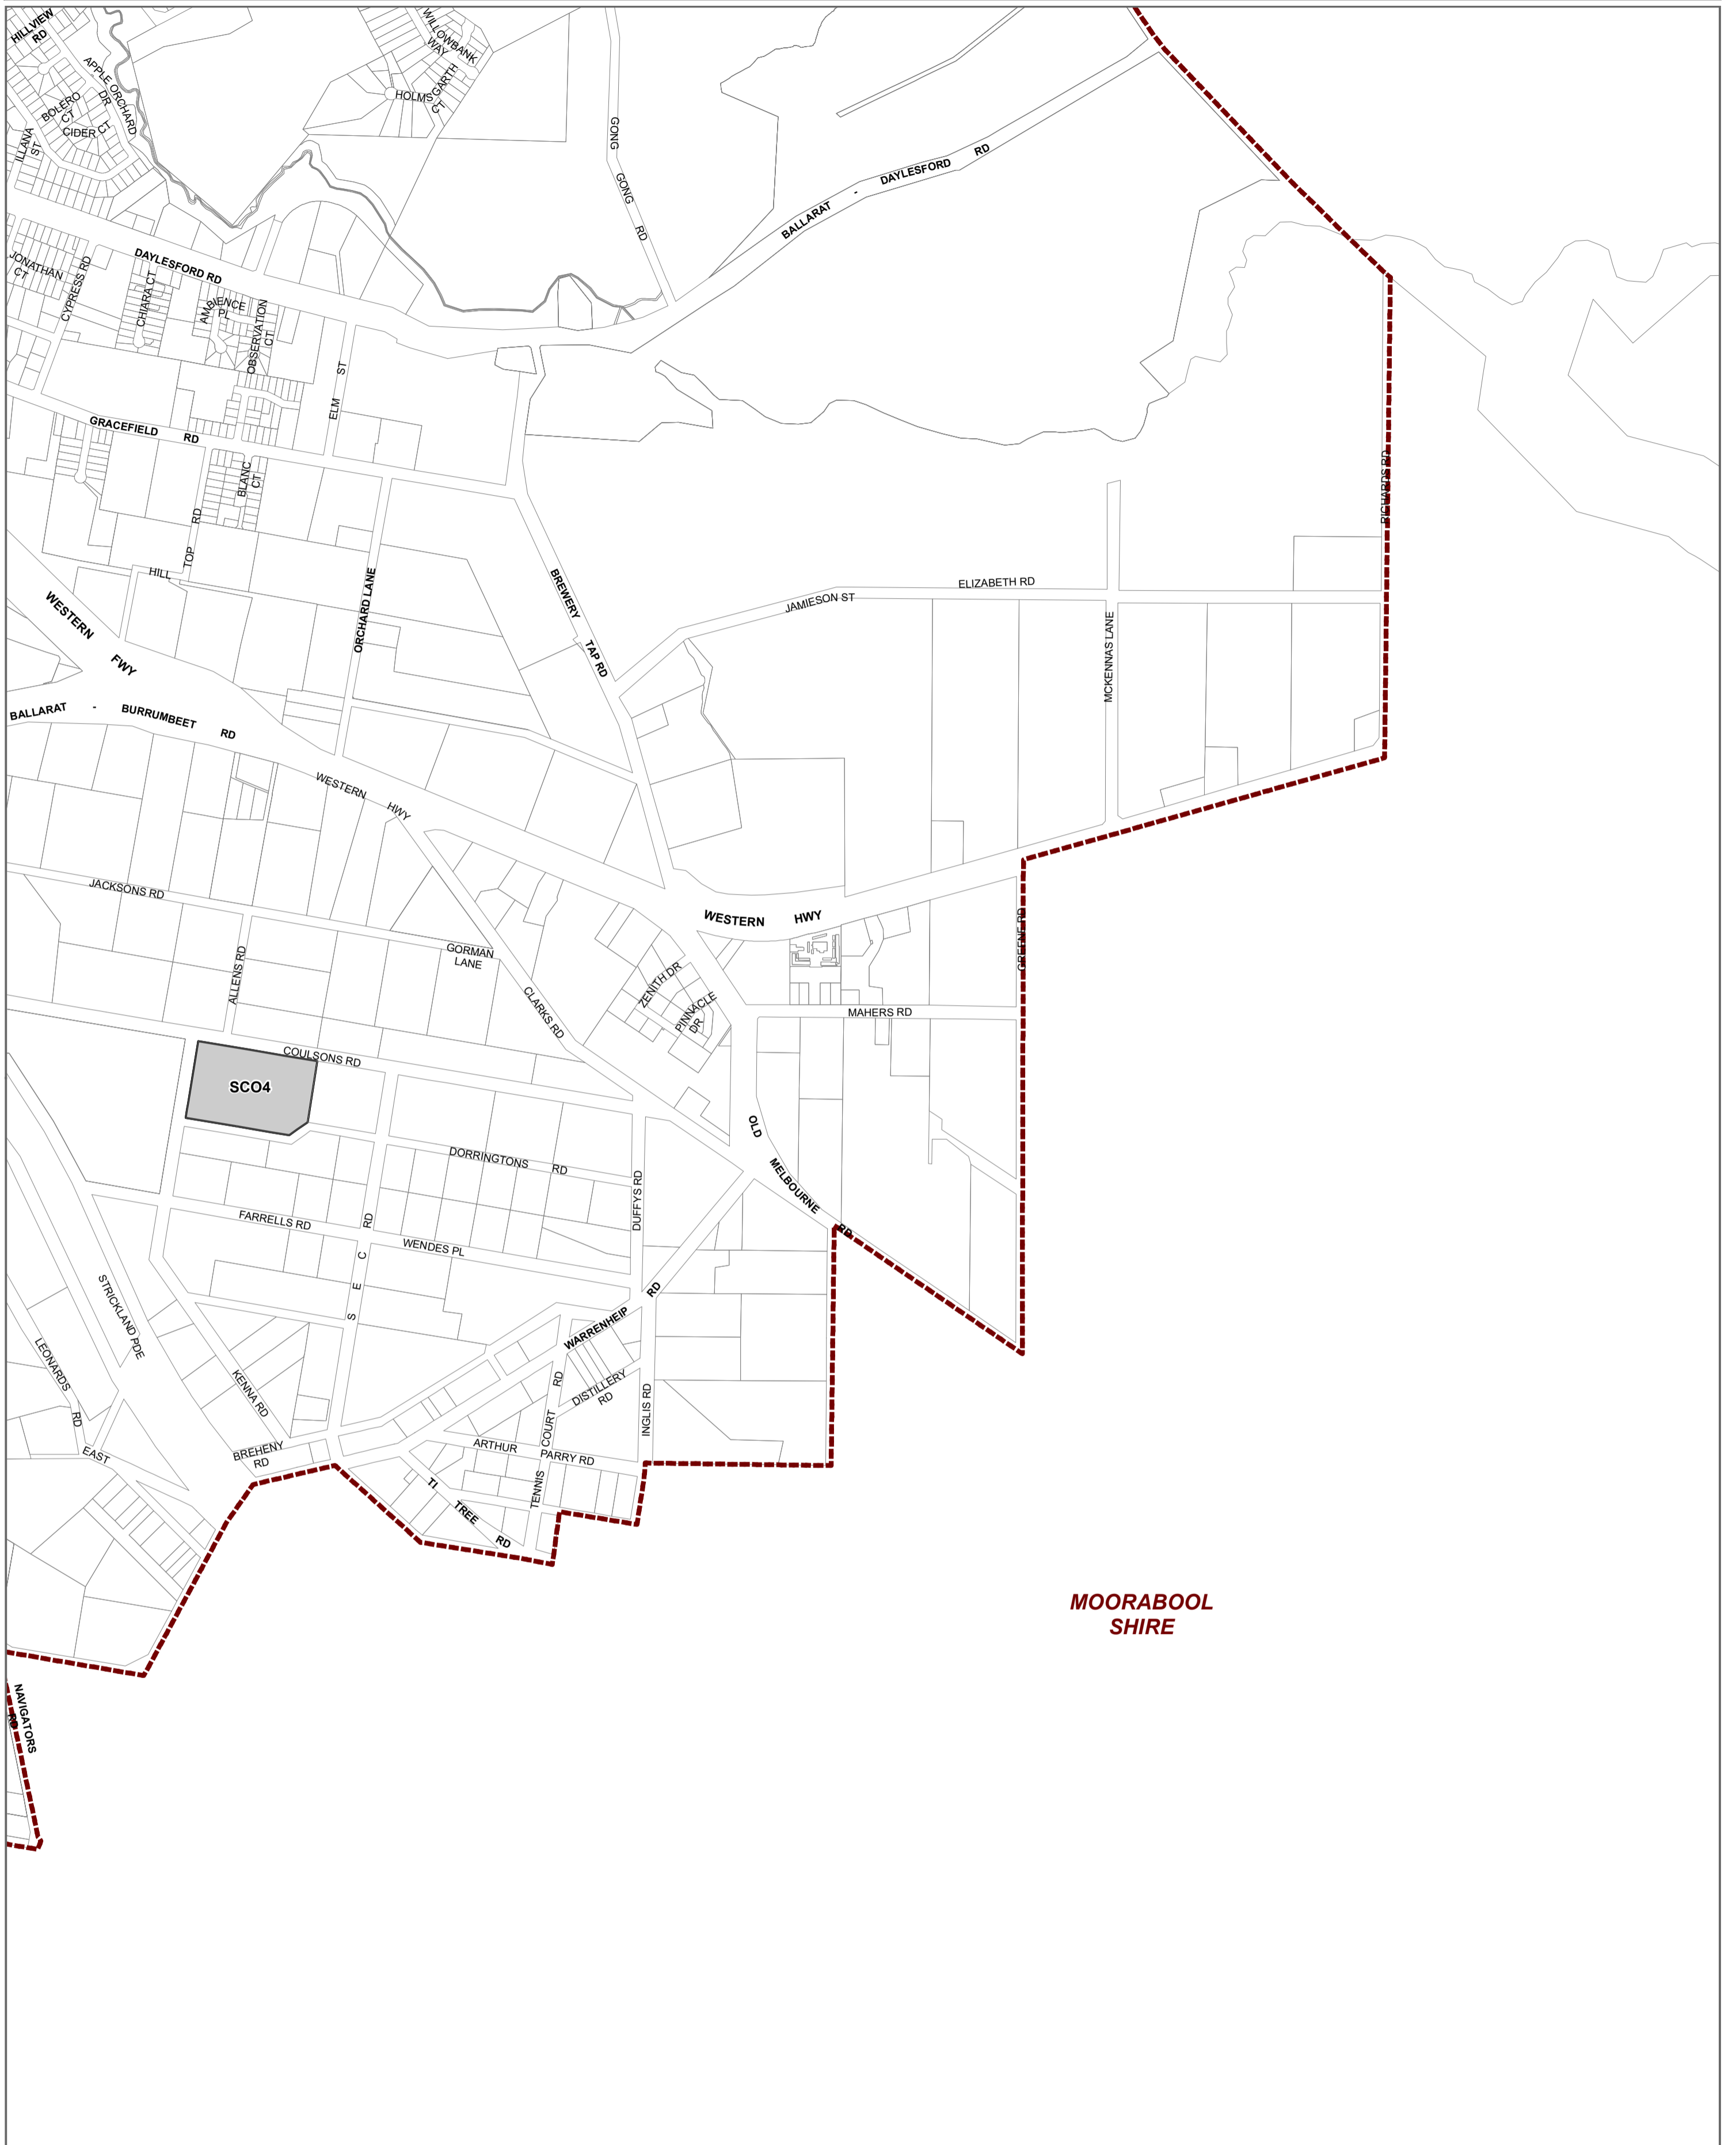 HILLVIEW
RD
APPLE ORCHARD
DR
BOLERO
CT
CIDER CT
ILLANA
ST
WILLOWBANK
WAY
GARTH
CT
HOLMS
GONG
GONG
RD
BALLARAT - DAYLESFORD RD
JONATHAN
CT
CYPRESS RD
DAYLESFORD RD
CHIARA CT
AMBIENCE
PL
OBSERVATION
CT
ELM ST
GRACEFIELD RD
BLANC
CT
HILL TOP RD
RICHARDS RD
ORCHARD LANE
BREWERY TAP RD
JAMIESON ST
ELIZABETH RD
MCKENNAS LANE
WESTERN FWY
BALLARAT - BURRUMBEET RD
WESTERN HWY
JACKSONS RD
GORMAN
LANE
ALLENS RD
CLARKS RD
WESTERN HWY
ZENITH DR
PINNACLE
DR
GREENE RD
MAHERS RD
COULSONS RD
SCO4
OLD MELBOURNE RD
DORRINGTONS RD
DUFFYS RD
FARRELLS RD
WENDES PL
S E C RD
STRICKLAND PDE
LEONARDS RD
KENNA RD
WARRENHEIP RD
DISTILLERY
RD
INGLIS RD
TENNIS COURT RD
ARTHUR PARRY RD
BREHENY
RD
EAST
TI TREE RD
MOORABOOL
SHIRE
NAVIGATORS
RD